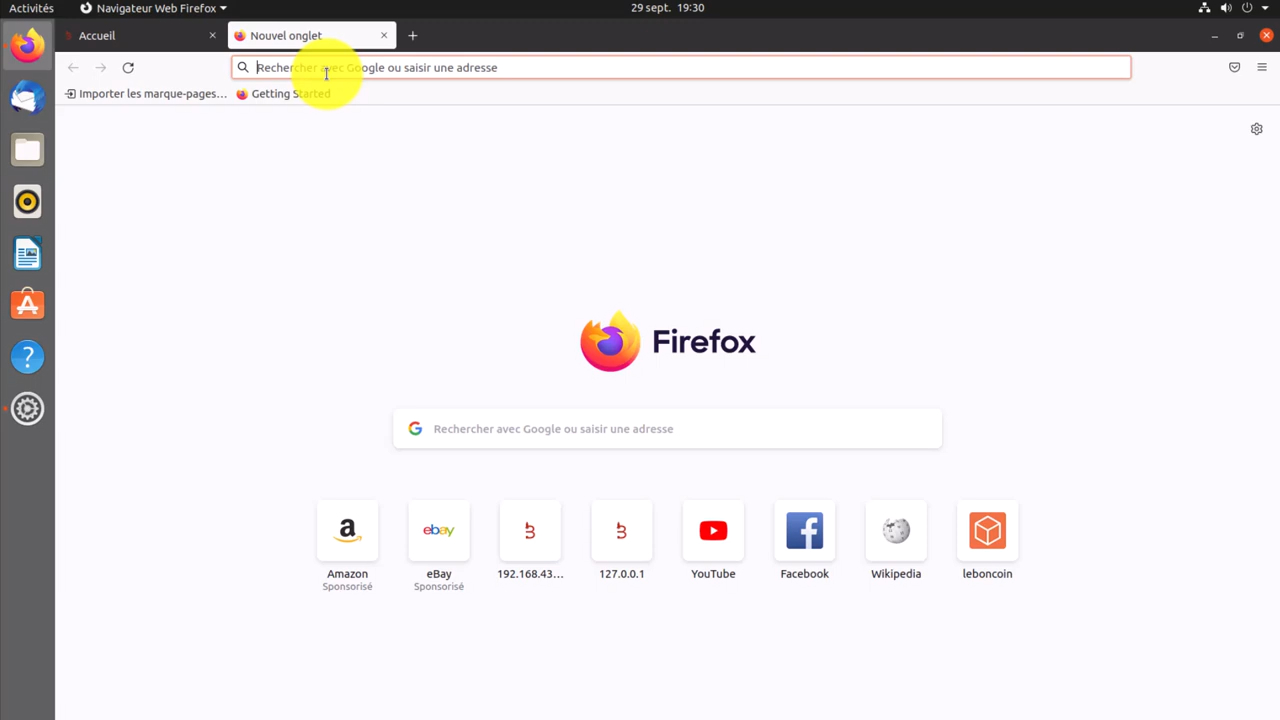 Activités Navigateur Web Firefox 29 sept. 19:30
Accueil Nouvel onglet
Rechercher avec Google ou saisir une adresse
Importer les marque-pages... Getting Started
Firefox
Rechercher avec Google ou saisir une adresse
Amazon eBay 192.168.43... 127.0.0.1 YouTube Facebook Wikipedia leboncoin
Sponsorisé Sponsorisé